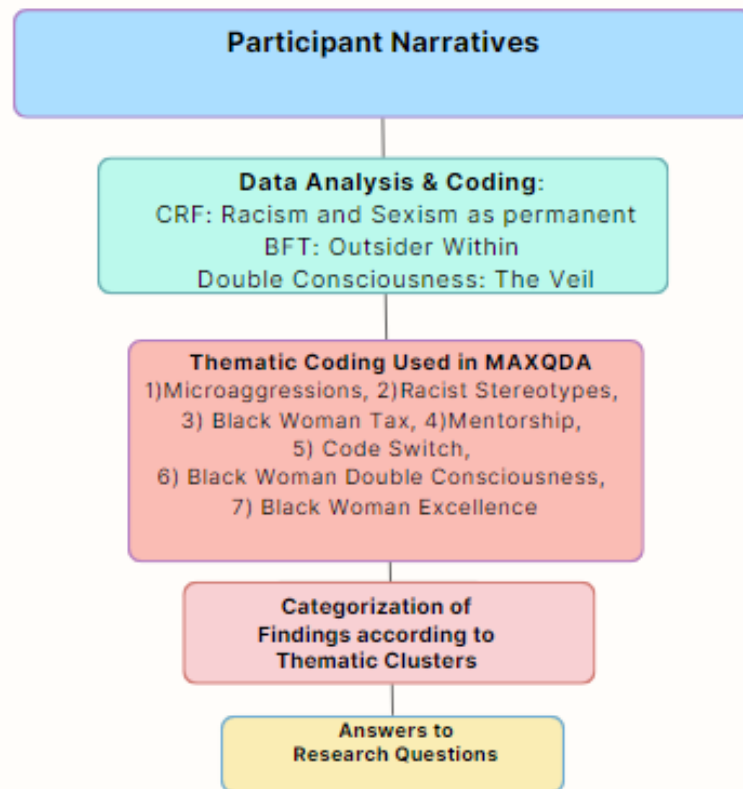 Participant Narratives
Data Analysis & Coding:
CRF: Racism and Sexism as permanent
BFT: Outsider Within
Double Consciousness: The Veil
Thematic Coding Used in MAXQDA
1)Microaggressions, 2)Racist Stereotypes,
3) Black Woman Tax, 4)Mentorship,
5) Code Switch,
6) Black Woman Double Consciousness,
7) Black Woman Excellence
Categorization of
Findings according to
Thematic Clusters
Answers to
Research Questions